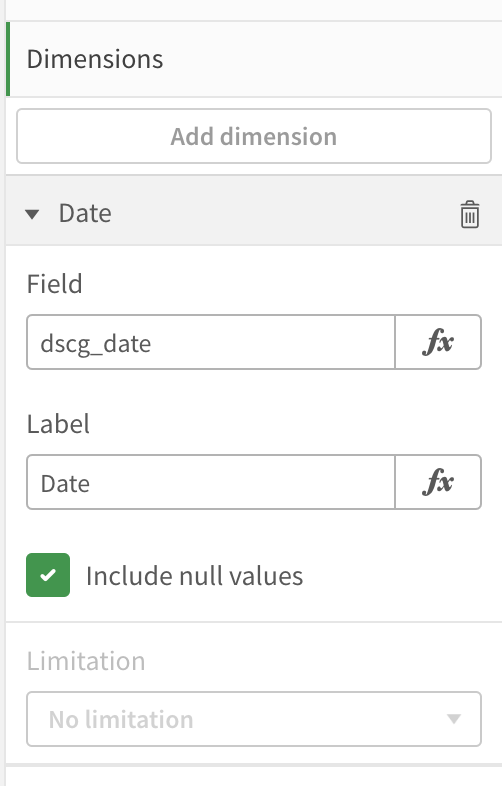 Dimensions
Add dimension
Date
Field
dscg_date
fx
Label
Date
fx
Include null values
Limitation
No limitation